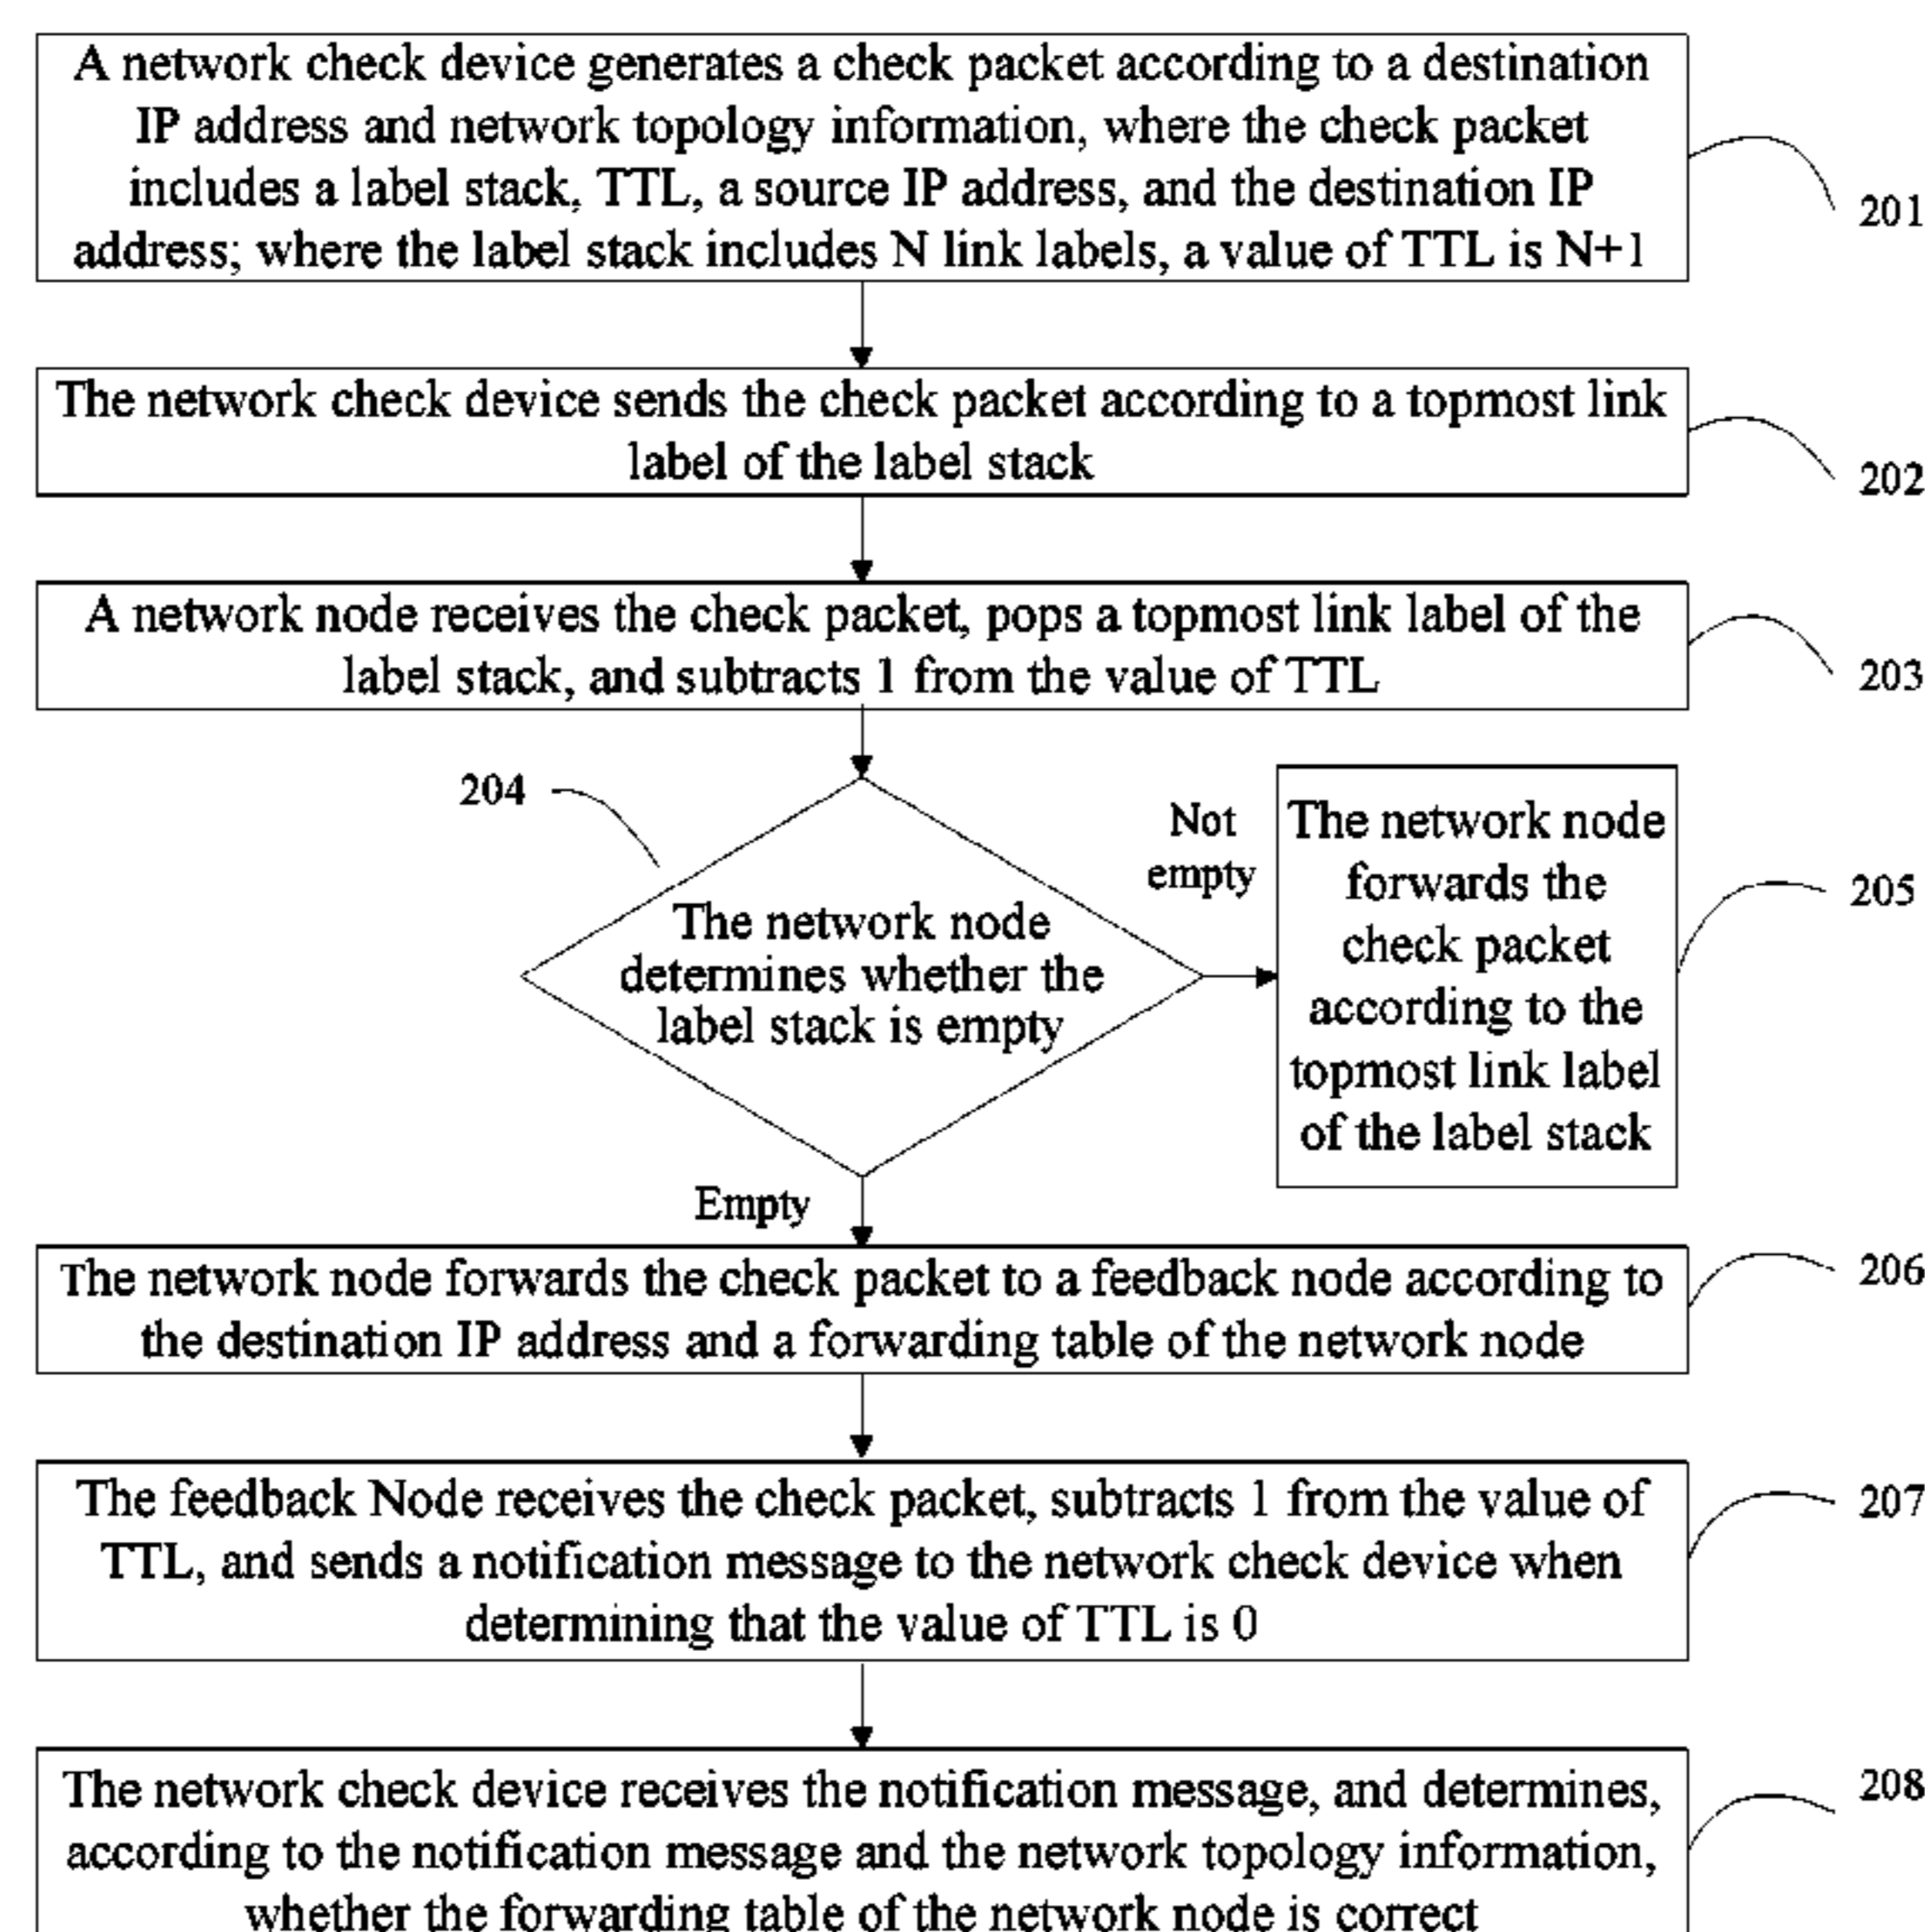 A network check device generates a check packet according to a destination
IP address and network topology information, where the check packet
includes a label stack, TTL, a source IP address, and the destination IP
address; where the label stack includes N link labels, a value of TTL is N+1
201
The network check device sends the check packet according to a topmost link
label of the label stack
202
A network node receives the check packet, pops a topmost link label of the
label stack, and subtracts 1 from the value of TTL
203
204
The network node
determines whether the
label stack is empty
Not
empty
The network node
forwards the
check packet
according to the
topmost link label
of the label stack
205
Empty
The network node forwards the check packet to a feedback node according to
the destination IP address and a forwarding table of the network node
206
The feedback Node receives the check packet, subtracts 1 from the value of
TTL, and sends a notification message to the network check device when
determining that the value of TTL is 0
207
The network check device receives the notification message, and determines,
according to the notification message and the network topology information,
whether the forwarding table of the network node is correct
208